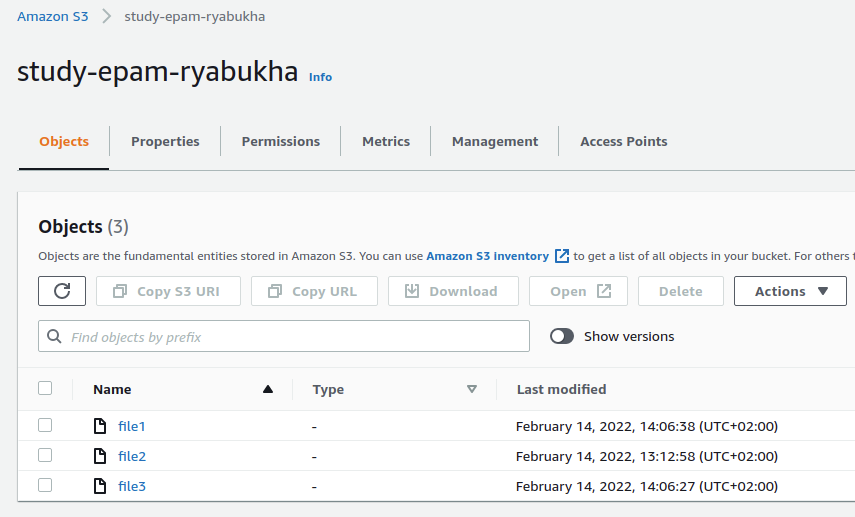 Amazon S3 > study-epam-ryabukha
study-epam-ryabukha Info
Objects Properties Permissions Metrics Management Access Points
Objects (3)
Objects are the fundamental entities stored in Amazon S3. You can use Amazon S3 inventory to get a list of all objects in your bucket. For others t
Copy S3 URI Copy URL Download Open Delete Actions
Find objects by prefix Show versions
Name Type Last modified
file1 - February 14, 2022, 14:06:38 (UTC+02:00)
file2 - February 14, 2022, 13:12:58 (UTC+02:00)
file3 - February 14, 2022, 14:06:27 (UTC+02:00)